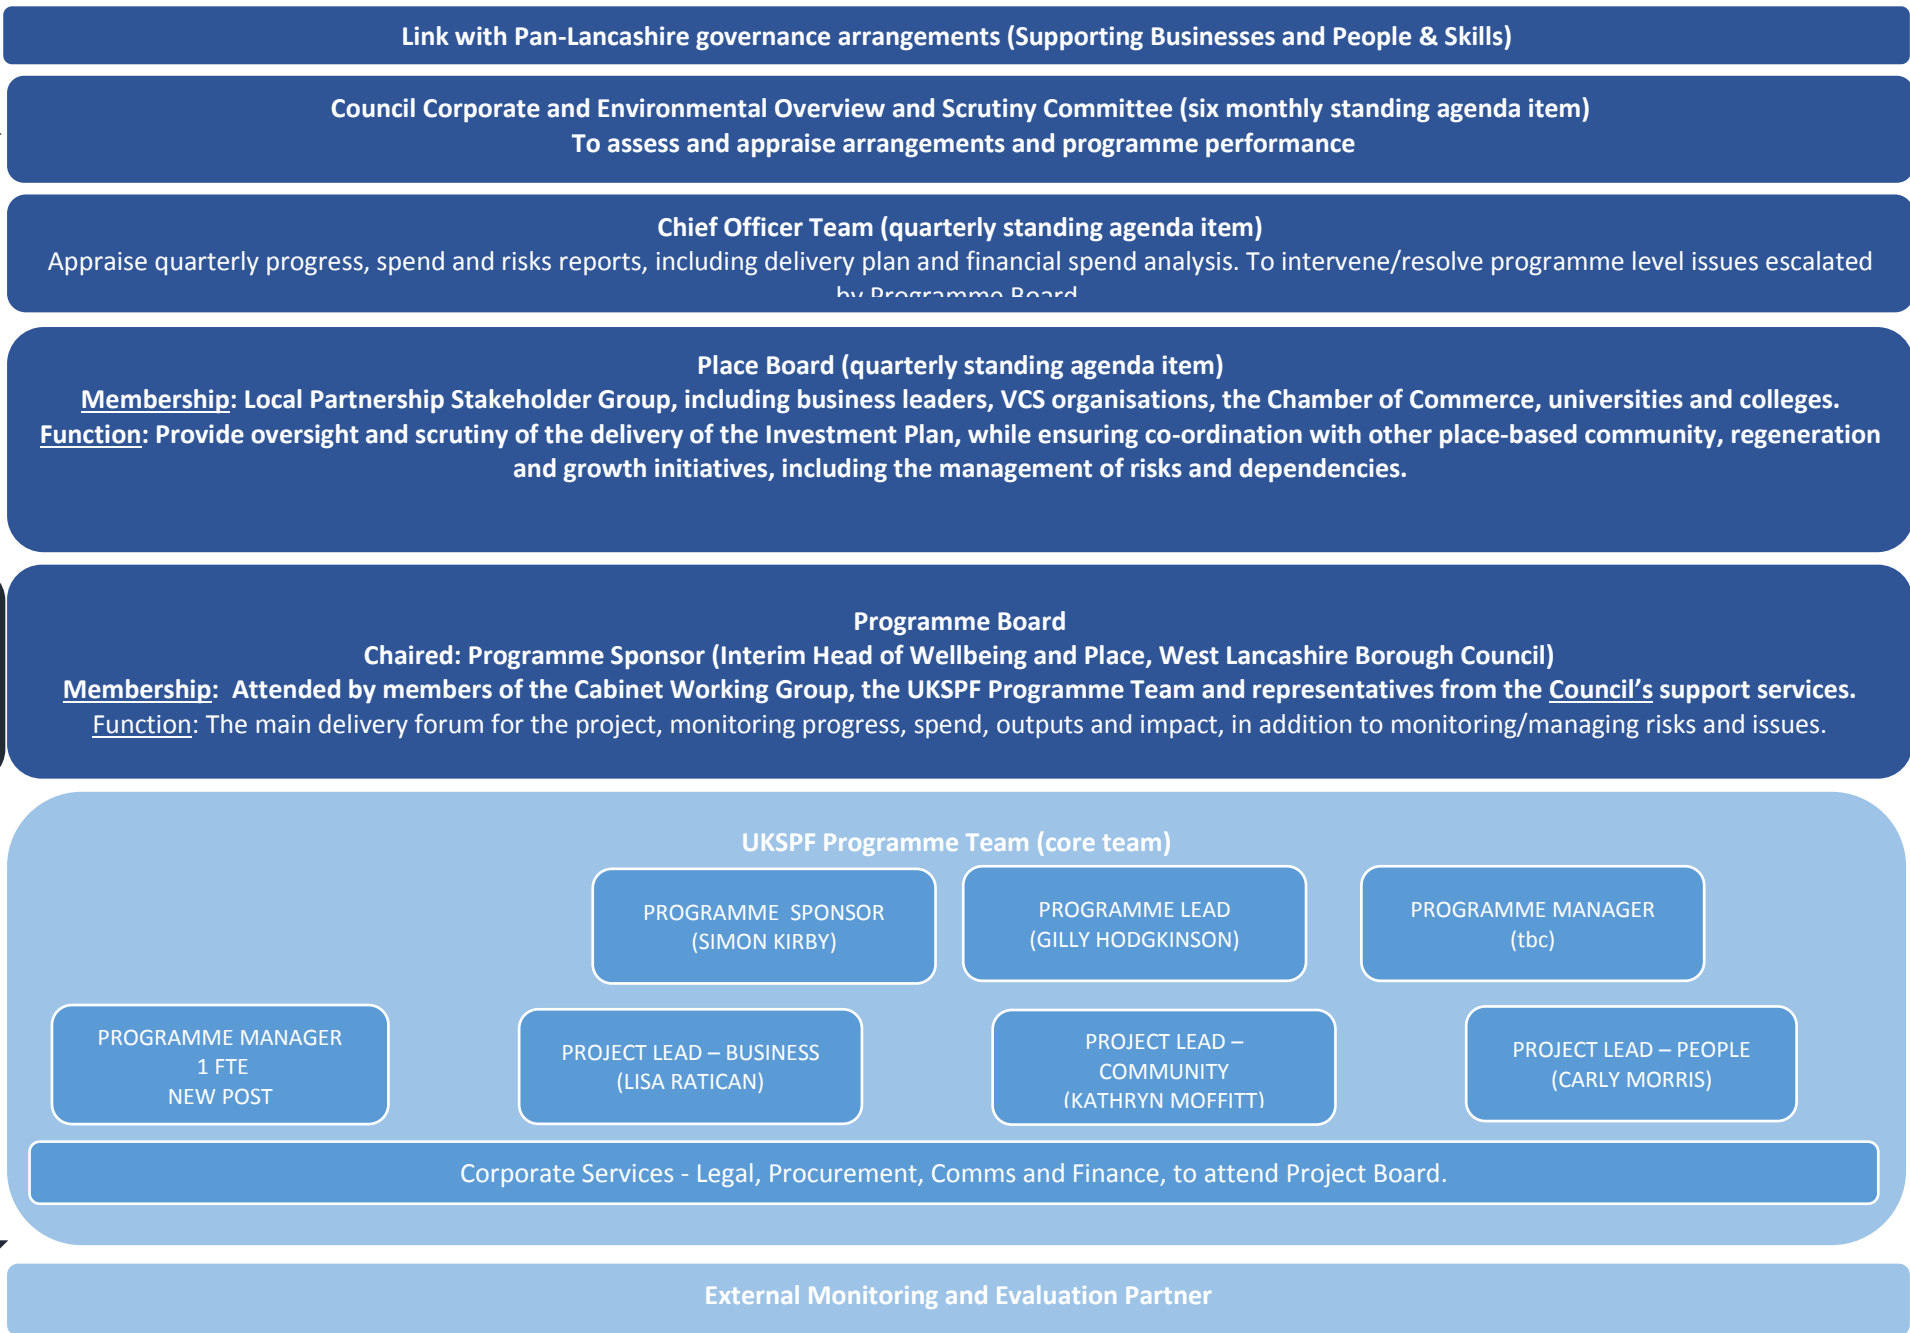 Link with Pan-Lancashire governance arrangements (Supporting Businesses and People & Skills)
Council Corporate and Environmental Overview and Scrutiny Committee (six monthly standing agenda item)
To assess and appraise arrangements and programme performance
Chief Officer Team (quarterly standing agenda item)
Appraise quarterly progress, spend and risks reports, including delivery plan and financial spend analysis. To intervene/resolve programme level issues escalated
by Programme Board
Place Board (quarterly standing agenda item)
Membership: Local Partnership Stakeholder Group, including business leaders, VCS organisations, the Chamber of Commerce, universities and colleges.
Function: Provide oversight and scrutiny of the delivery of the Investment Plan, while ensuring co-ordination with other place-based community, regeneration
and growth initiatives, including the management of risks and dependencies.
Programme Board
Chaired: Programme Sponsor (Interim Head of Wellbeing and Place, West Lancashire Borough Council)
Membership:  Attended by members of the Cabinet Working Group, the UKSPF Programme Team and representatives from the Council’s support services.
Function: The main delivery forum for the project, monitoring progress, spend, outputs and impact, in addition to monitoring/managing risks and issues.
UKSPF Programme Team (core team)
PROGRAMME  SPONSOR
(SIMON KIRBY)
PROGRAMME LEAD
(GILLY HODGKINSON)
PROGRAMME MANAGER
(tbc)
PROGRAMME MANAGER
1 FTE
NEW POST
PROJECT LEAD – BUSINESS
(LISA RATICAN)
PROJECT LEAD –
COMMUNITY
(KATHRYN MOFFITT)
PROJECT LEAD – PEOPLE
(CARLY MORRIS)
Corporate Services - Legal, Procurement, Comms and Finance, to attend Project Board.
External Monitoring and Evaluation Partner